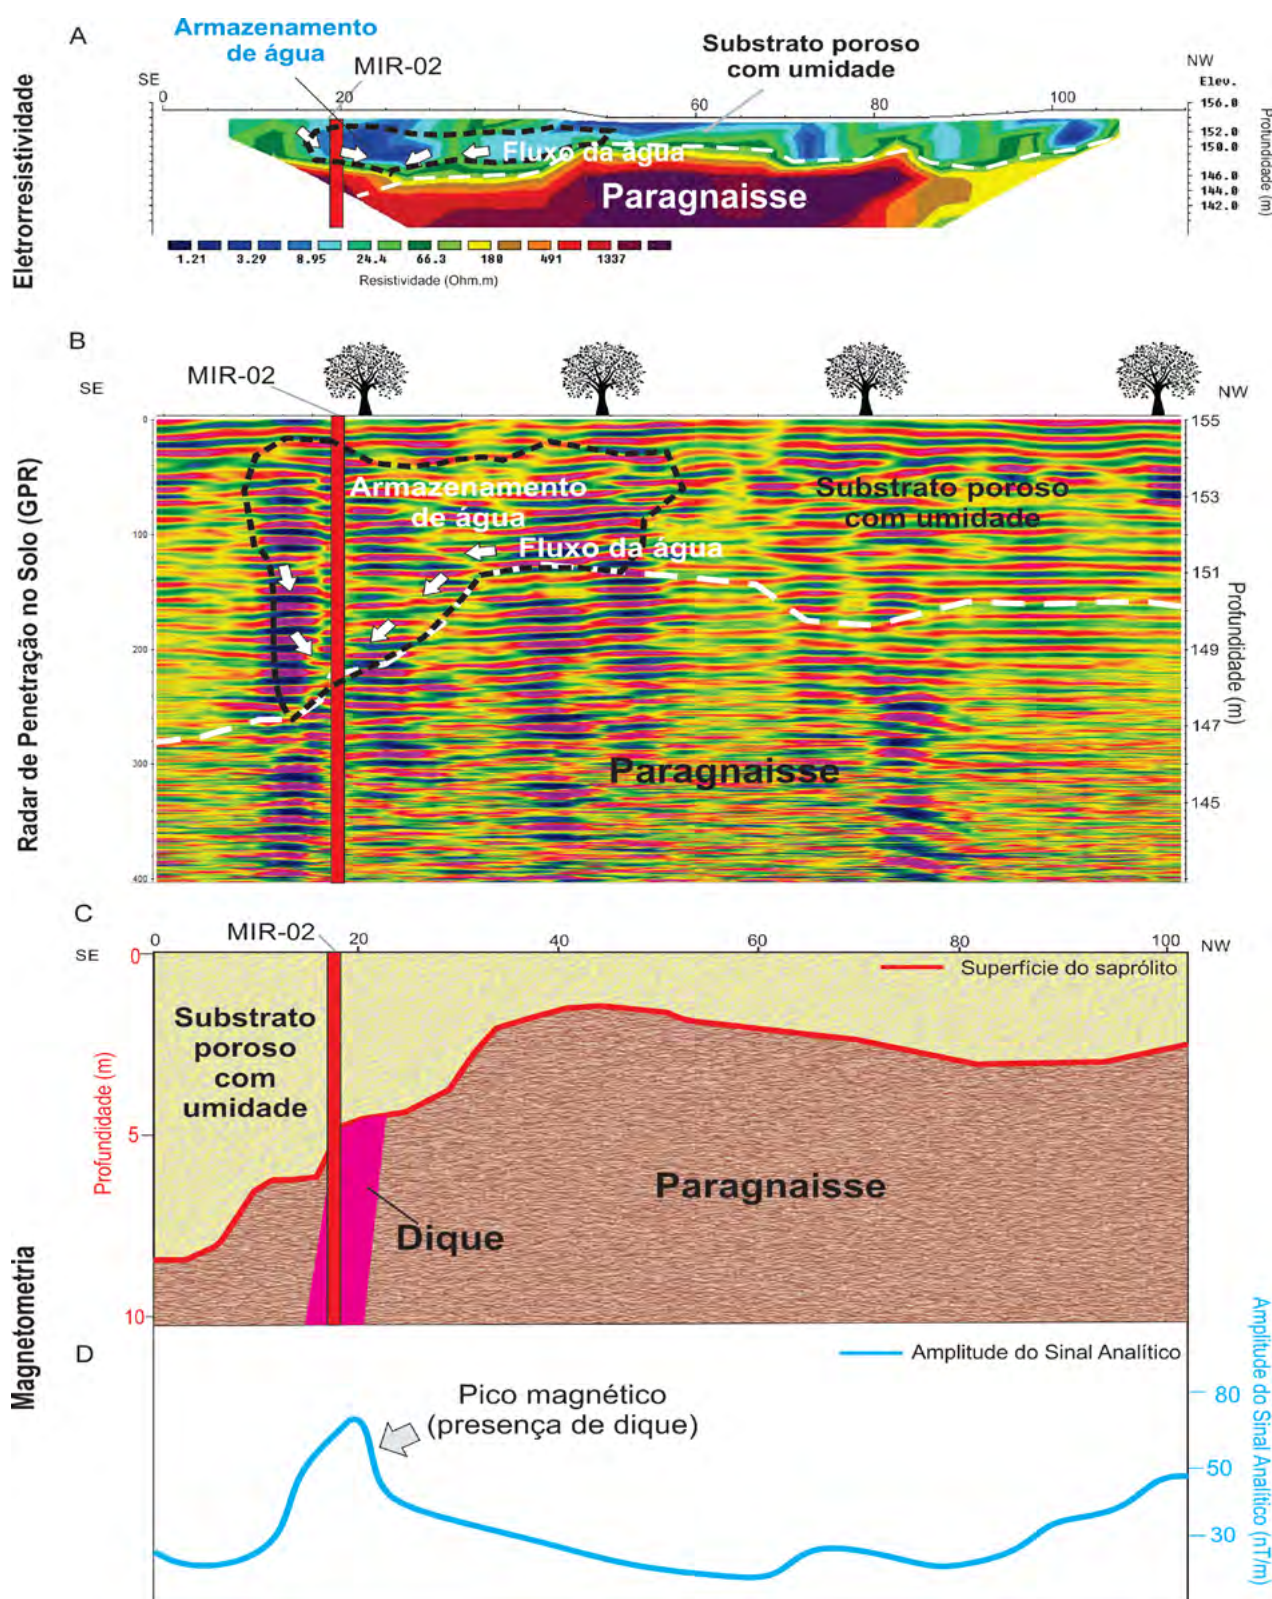 A
Armazenamento
de água
MIR-02
Substrato poroso
com umidade
SE
NW
Elev.
0
20
60
80
100
156.0
152.0
150.0
146.0
144.0
142.0
Profundidade (m)
Fluxo da água
Paragnaisse
Eletrorresistividade
1.21
3.29
8.95
24.4
66.3
180
491
1337
Resistividade (Ohm.m)
B
SE
MIR-02
NW
0
100
200
300
400
155
153
151
149
147
145
Profundidade (m)
Armazenamento
de água
Substrato poroso
com umidade
Fluxo da água
Paragnaisse
Radar de Penetração no Solo (GPR)
C
SE
MIR-02
NW
0
20
40
60
80
100
0
5
10
Profundidade (m)
Superfície do saprólito
Substrato
poroso
com
umidade
Paragnaisse
Dique
Magnetometria
D
Amplitude do Sinal Analítico
Pico magnético
(presença de dique)
80
50
30
Amplitude do Sinal Analítico (nT/m)